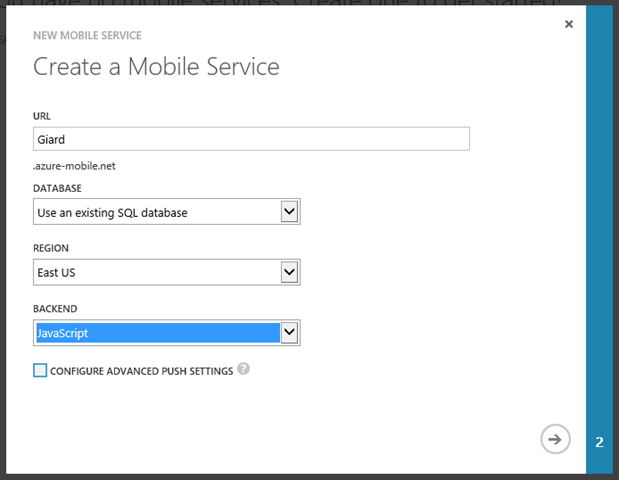 NEW MOBILE SERVICE
Create a Mobile Service
URL
Giard
.azure-mobile.net
DATABASE
Use an existing SQL database
REGION
East US
BACKEND
JavaScript
CONFIGURE ADVANCED PUSH SETTINGS ?
2